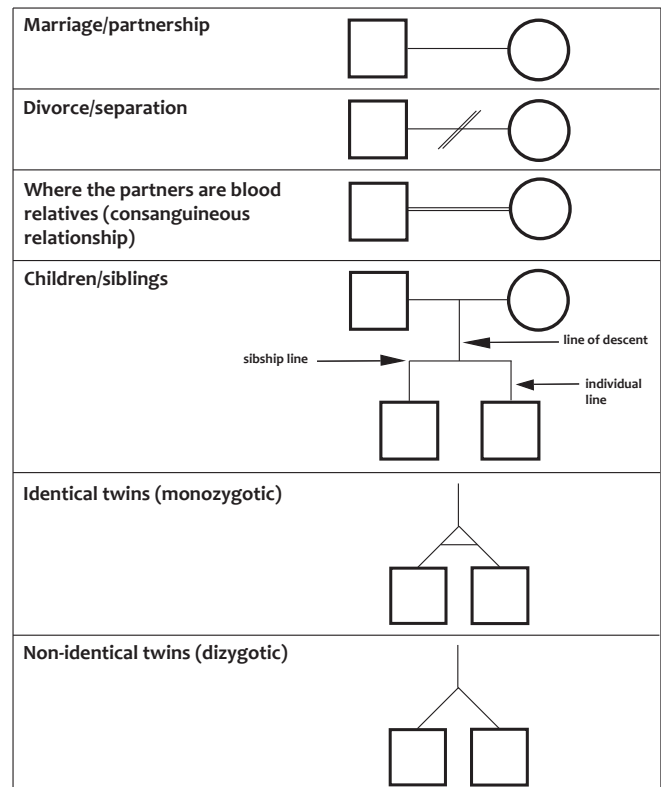 Marriage/partnership
Divorce/separation
Where the partners are blood
relatives (consanguineous
relationship)
Children/siblings
line of descent
sibship line
individual
line
Identical twins (monozygotic)
Non-identical twins (dizygotic)